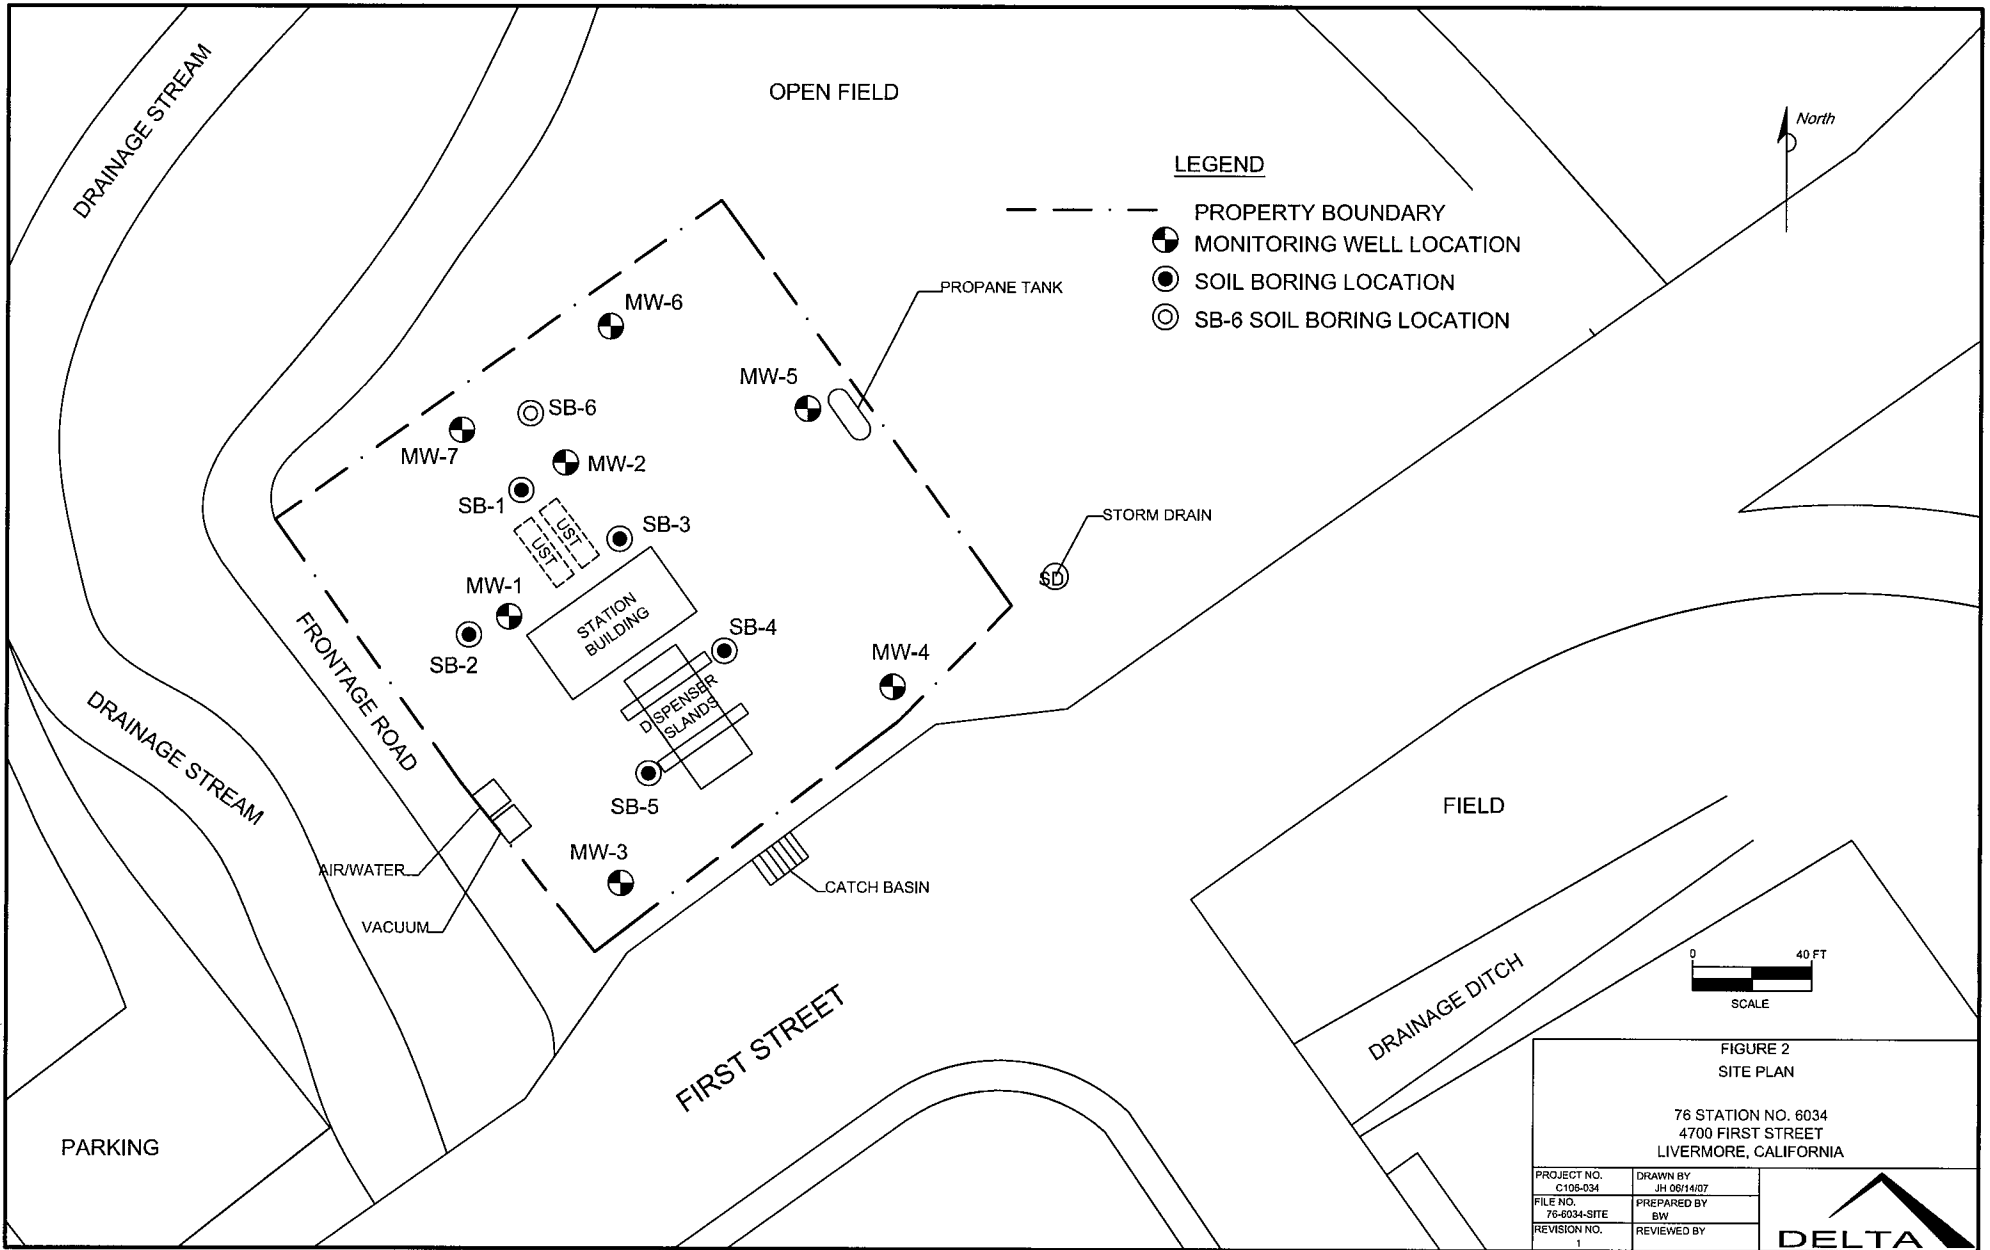 DRAINAGE STREAM
OPEN FIELD
North
LEGEND
PROPERTY BOUNDARY
MONITORING WELL LOCATION
SOIL BORING LOCATION
SB-6 SOIL BORING LOCATION
PROPANE TANK
MW-6
MW-5
SB-6
MW-7
MW-2
SB-1
UST
UST
SB-3
STORM DRAIN
SD
MW-1
STATION
BUILDING
SB-2
SB-4
MW-4
FRONTAGE ROAD
DISPENSER
SLANDS
DRAINAGE STREAM
SB-5
FIELD
MW-3
AIR/WATER
CATCH BASIN
VACUUM
FIRST STREET
DRAINAGE DITCH
0 40 FT
SCALE
PARKING
FIGURE 2
SITE PLAN
76 STATION NO. 6034
4700 FIRST STREET
LIVERMORE, CALIFORNIA
PROJECT NO.
C106-034
DRAWN BY
JH 06/14/07
FILE NO.
76-6034-SITE
PREPARED BY
BW
REVISION NO.
1
REVIEWED BY
DELTA